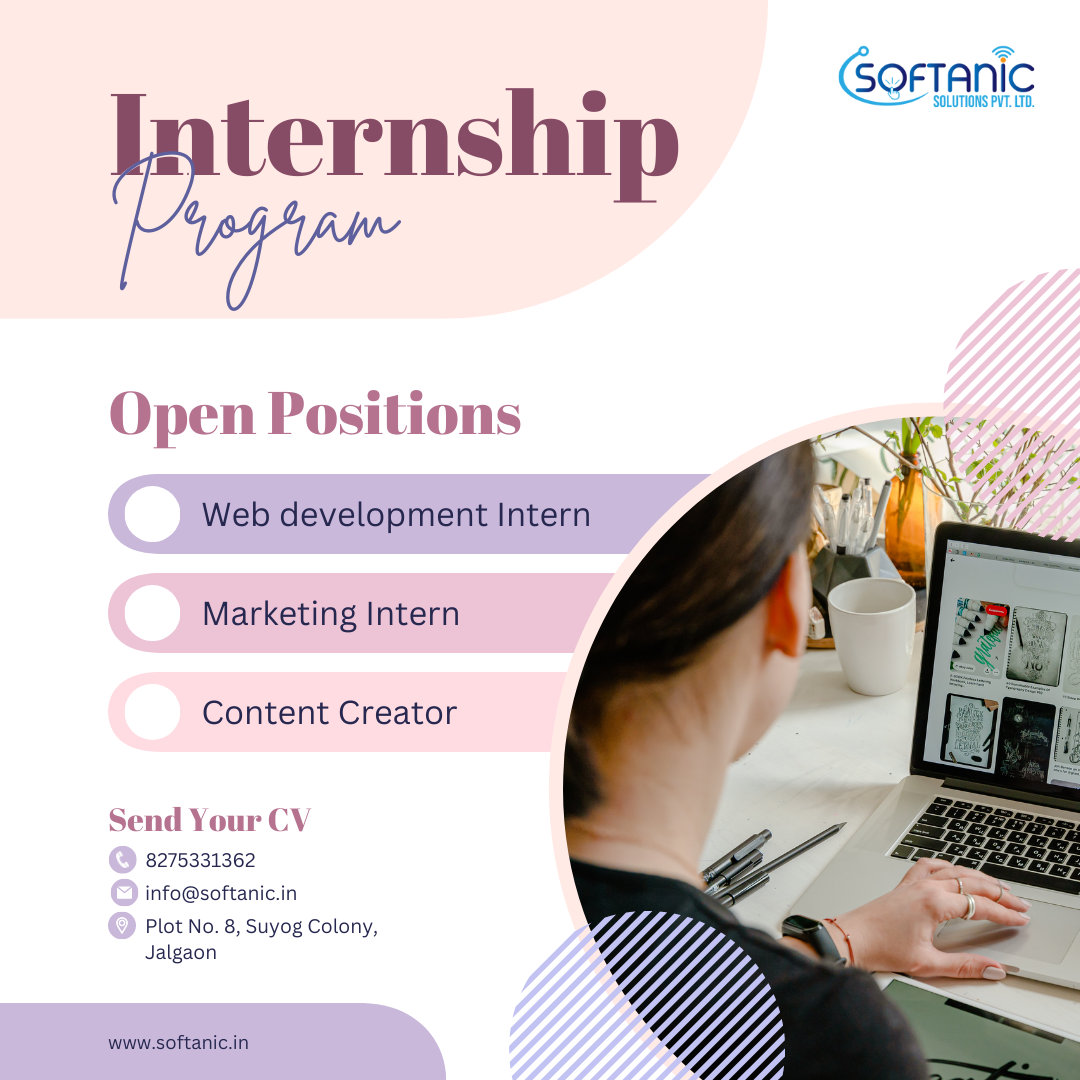 SOFTANIC
SOLUTIONS PVT. LTD.
Internship
Program
Open Positions
Web development Intern
Marketing Intern
Content Creator
Send Your CV
8275331362
info@softanic.in
Plot No. 8, Suyog Colony,
Jalgaon
www.softanic.in